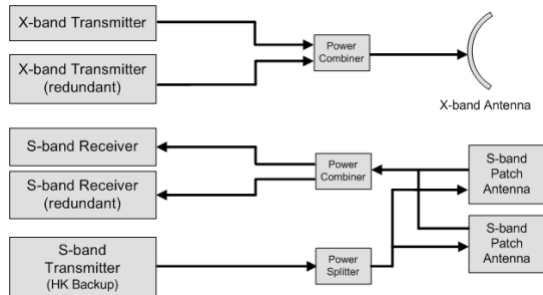 X-band Transmitter
X-band Transmitter
(redundant)
Power
Combiner
X-band Antenna
S-band Receiver
S-band Receiver
(redundant)
Power
Combiner
S-band
Patch
Antenna
S-band
Patch
Antenna
S-band
Transmitter
(HK Backup)
Power
Splitter